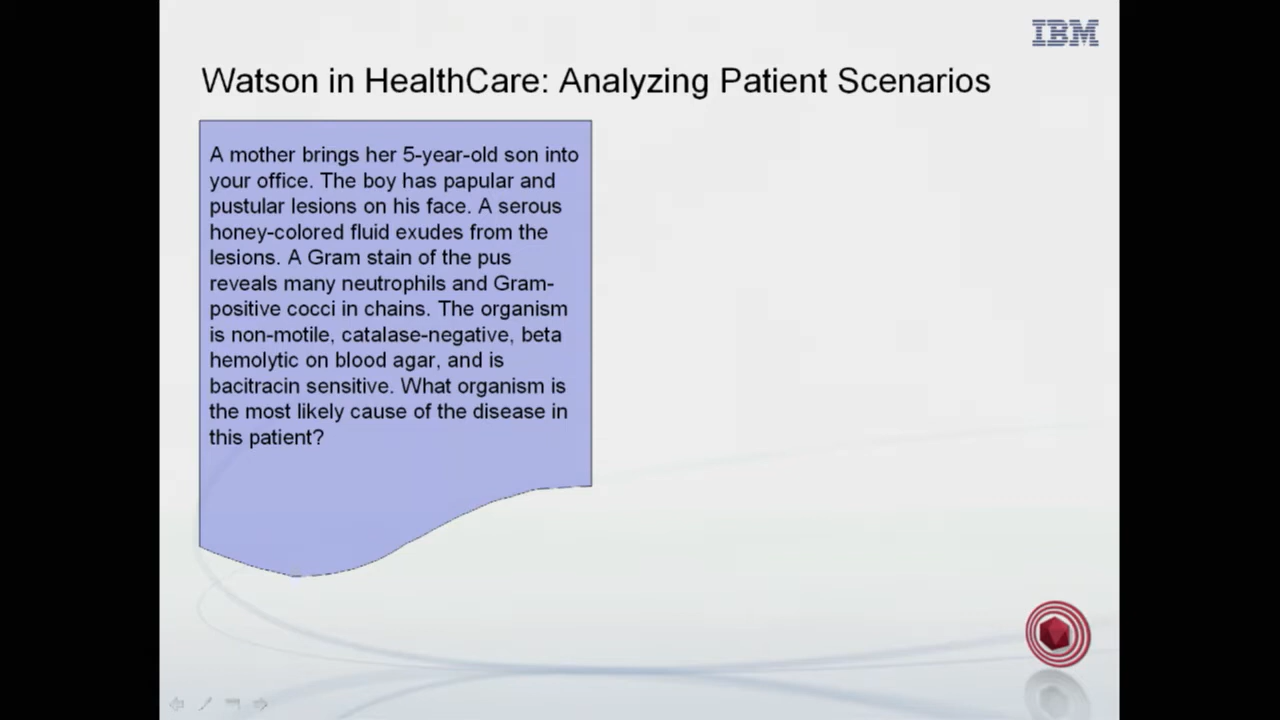 IBM
Watson in HealthCare: Analyzing Patient Scenarios
A mother brings her 5-year-old son into
your office. The boy has papular and
pustular lesions on his face. A serous
honey-colored fluid exudes from the
lesions. A Gram stain of the pus
reveals many neutrophils and Gram-
positive cocci in chains. The organism
is non-motile, catalase-negative, beta
hemolytic on blood agar, and is
bacitracin sensitive. What organism is
the most likely cause of the disease in
this patient?